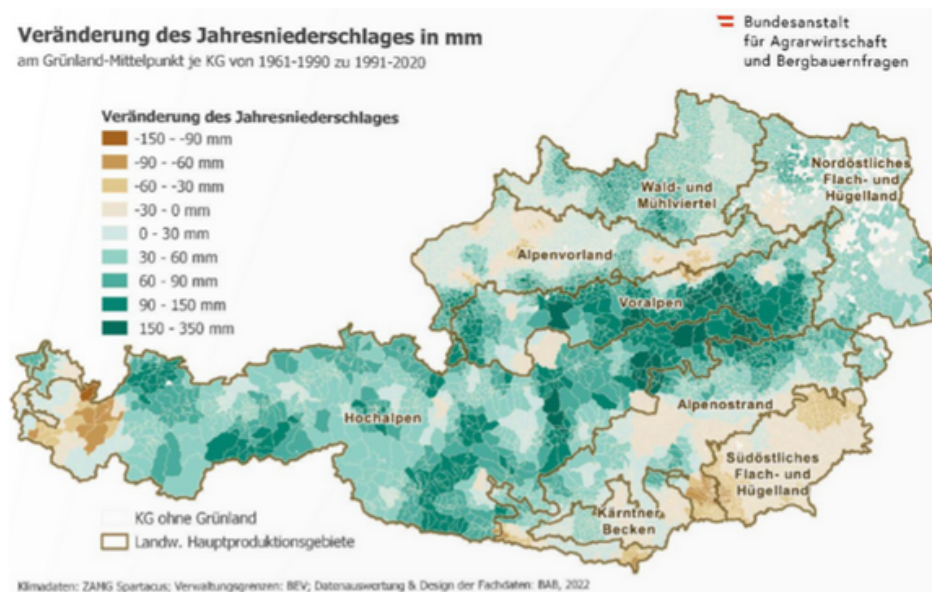 Veränderung des Jahresniederschlages in mm
am Grünland-Mittelpunkt je KG von 1961-1990 zu 1991-2020
Bundesanstalt
für Agrarwirtschaft
und Bergbauernfragen
Veränderung des Jahresniederschlages
-150 - -90 mm
-90 - -60 mm
-60 - -30 mm
-30 - 0 mm
0 - 30 mm
30 - 60 mm
60 - 90 mm
90 - 150 mm
150 - 350 mm
Nordöstliches
Flach- und
Hügelland
Wald- und
Mühlviertel
Alpenvorland
Voralpen
Hochalpen
Alpenostrand
Südöstliches
Flach- und
Hügelland
Kärntner
Becken
KG ohne Grünland
Landw. Hauptproduktionsgebiete
Klimadaten: ZAMG Spartacus; Verwaltungsgrenzen: BEV; Datenauswertung & Design der Fachdaten: BAB, 2022